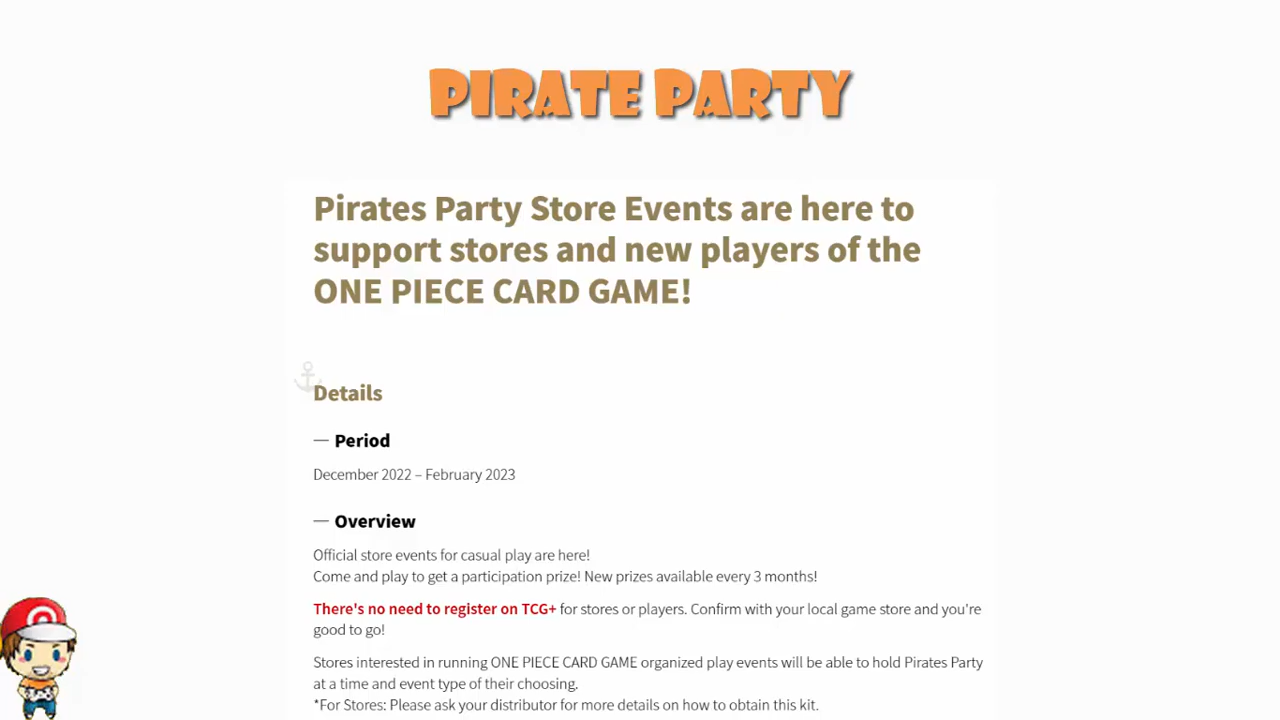 PIRATE PARTY
Pirates Party Store Events are here to
support stores and new players of the
ONE PIECE CARD GAME!
Details
— Period
December 2022 – February 2023
— Overview
Official store events for casual play are here!
Come and play to get a participation prize! New prizes available every 3 months!
There's no need to register on TCG+ for stores or players. Confirm with your local game store and you're
good to go!
Stores interested in running ONE PIECE CARD GAME organized play events will be able to hold Pirates Party
at a time and event type of their choosing.
*For Stores: Please ask your distributor for more details on how to obtain this kit.